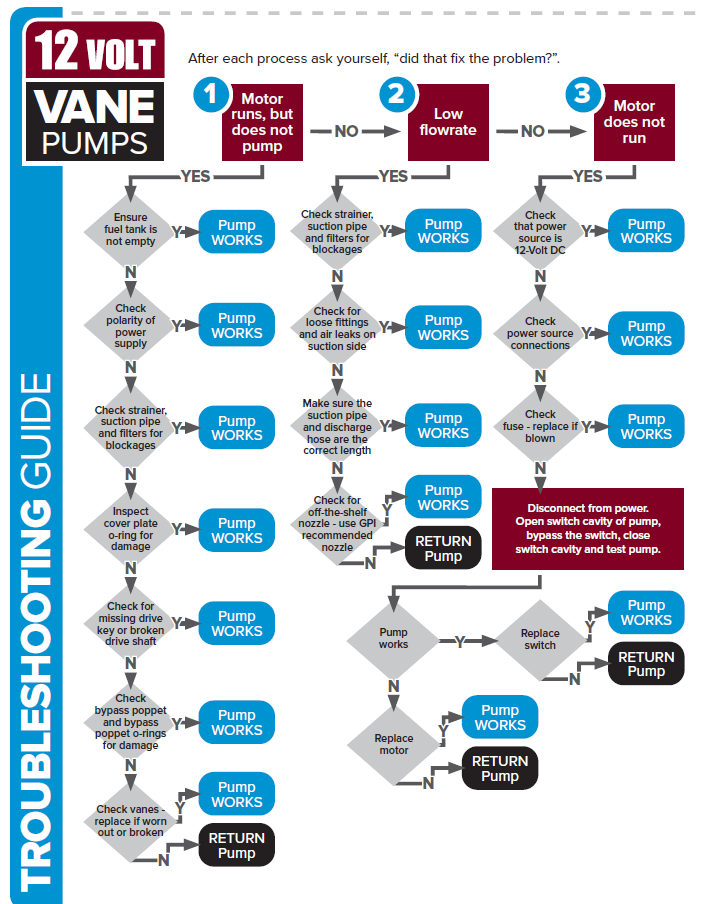 12 VOLT
VANE
PUMPS
TROUBLESHOOTING GUIDE
After each process ask yourself, “did that fix the problem?”.
1
Motor
runs, but
does not
pump
NO
2
Low
flowrate
NO
3
Motor
does not
run
YES
Ensure
fuel tank is
not empty
Y
Pump
WORKS
N
Check
polarity of
power
supply
Y
Pump
WORKS
N
Check strainer,
suction pipe
and filters for
blockages
Y
Pump
WORKS
N
Inspect
cover plate
o-ring for
damage
Y
Pump
WORKS
N
Check for
missing drive
key or broken
drive shaft
Y
Pump
WORKS
N
Check
bypass poppet
and bypass
poppet o-rings
for damage
Y
Pump
WORKS
N
Check vanes -
replace if worn
out or broken
Y
Pump
WORKS
N
RETURN
Pump
YES
Check strainer,
suction pipe
and filters for
blockages
Y
Pump
WORKS
N
Check for
loose fittings
and air leaks on
suction side
Y
Pump
WORKS
N
Make sure the
suction pipe
and discharge
hose are the
correct length
Y
Pump
WORKS
N
Check for
off-the-shelf
nozzle - use GPI
recommended
nozzle
Y
Pump
WORKS
N
RETURN
Pump
YES
Check
that power
source is
12-Volt DC
Y
Pump
WORKS
N
Check
power source
connections
Y
Pump
WORKS
N
Check
fuse - replace if
blown
Y
Pump
WORKS
N
Disconnect from power.
Open switch cavity of pump,
bypass the switch, close
switch cavity and test pump.
Pump
works
Y
Replace
switch
Y
Pump
WORKS
N
RETURN
Pump
N
Replace
motor
Y
Pump
WORKS
N
RETURN
Pump